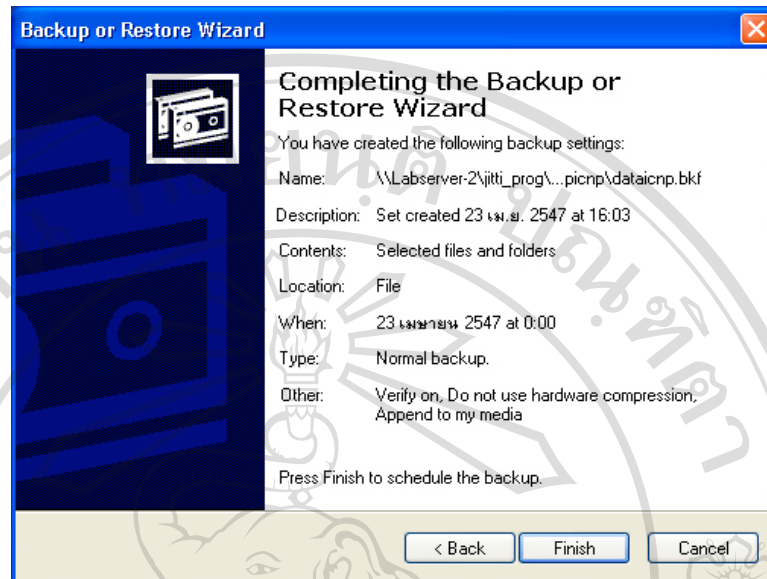 Backup or Restore Wizard
Completing the Backup or
Restore Wizard
You have created the following backup settings:
Name: \\Labserver-2\jitti_prog\...picnp\dataicnp.bkf
Description: Set created 23 เม.ย. 2547 at 16:03
Contents: Selected files and folders
Location: File
When: 23 เมษายน 2547 at 0:00
Type: Normal backup.
Other: Verify on, Do not use hardware compression,
Append to my media
Press Finish to schedule the backup.
< Back Finish Cancel